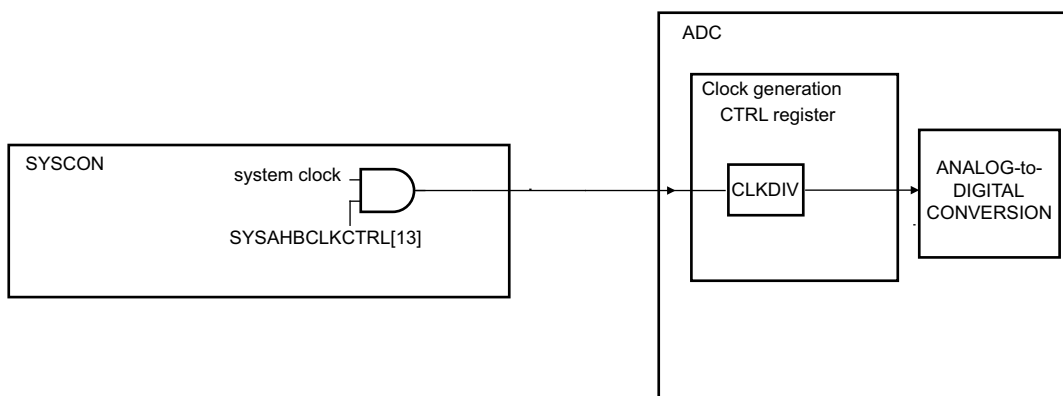 ADC
Clock generation
CTRL register
SYSCON
system clock
CLKDIV
ANALOG-to-
DIGITAL
CONVERSION
SYSAHBCLKCTRL[13]